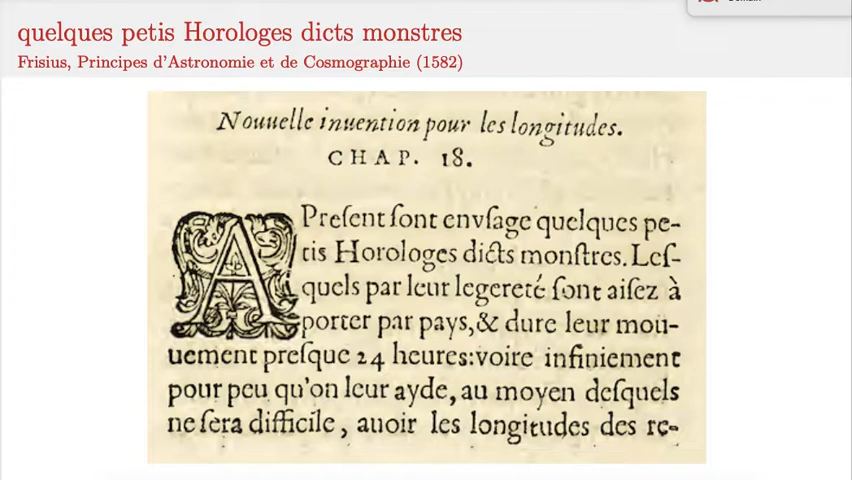 quelques petis Horologes dicts monstres
Frisius, Principes d'Astronomie et de Cosmographie (1582)
Nouuelle inuention pour les longitudes.
CHAP. 18.
A Preſent ſont envſage quelques pe-
tis Horologes dicts monſtres. Leſ-
quels par leur legereté ſont aiſez à
porter par pays, & dure leur mou-
uement preſque 24 heures: voire infiniement
pour peu qu'on leur ayde, au moyen deſquels
ne ſera difficile, auoir les longitudes des re-